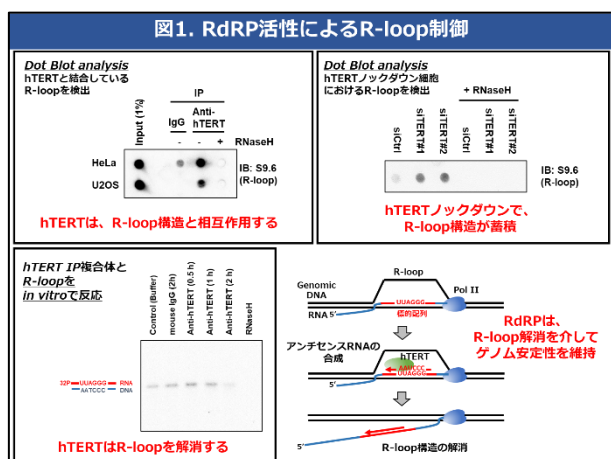 図1. RdRP活性によるR-loop制御
Dot Blot analysis
hTERTと結合している
R-loopを検出
IP
Input (1%)
IgG
Anti-
hTERT
- - + RNaseH
HeLa
U2OS
IB: S9.6
(R-loop)
hTERTは、R-loop構造と相互作用する
Dot Blot analysis
hTERTノックダウン細胞
におけるR-loopを検出
+ RNaseH
siCtrl
siTERT#1
siTERT#2
siCtrl
siTERT#1
siTERT#2
IB: S9.6
(R-loop)
hTERTノックダウンで、
R-loop構造が蓄積
hTERT IP複合体と
R-loopを
in vitroで反応
Control (Buffer)
mouse IgG (2h)
Anti-hTERT (0.5 h)
Anti-hTERT (1 h)
Anti-hTERT (2 h)
RNaseH
32P UUAGGG RNA
AATCCC DNA
hTERTはR-loopを解消する
R-loop
Genomic
DNA
Pol II
UUAGGG
RNA 5´
標的配列
アンチセンスRNAの
合成
hTERT
AAUCCC
UUAGGG
5´
5´
R-loop構造の解消
RdRPは、
R-loop解消を介して
ゲノム安定性を維持